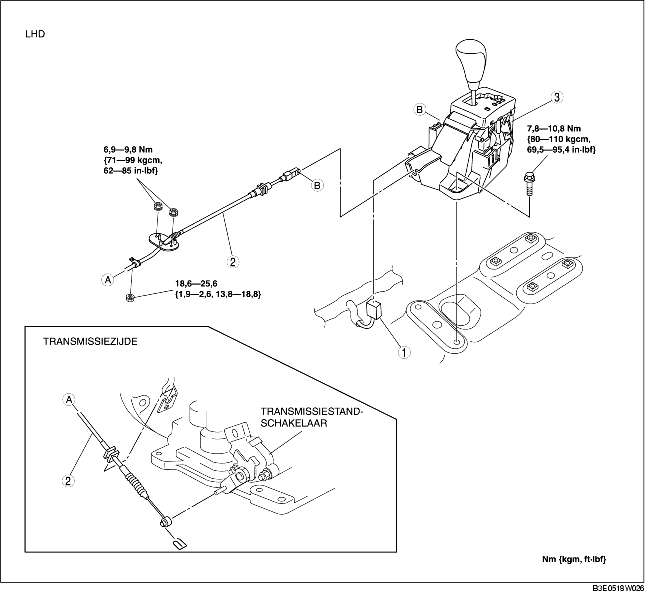 LHD
3
B
7,8—10,8 Nm
{80—110 kgcm,
69,5—95,4 in·lbf}
6,9—9,8 Nm
{71—99 kgcm,
62—85 in·lbf}
B
2
A
18,6—25,6
{1,9—2,6, 13,8—18,8}
1
TRANSMISSIEZIJDE
A
TRANSMISSIESTAND-
SCHAKELAAR
2
Nm {kgm, ft·lbf}
B3E0518W026